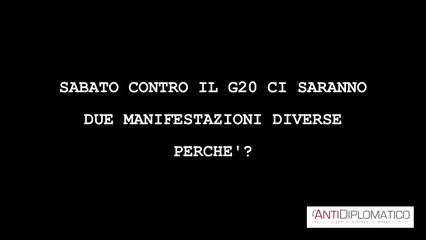 SABATO CONTRO IL G20 CI SARANNO
DUE MANIFESTAZIONI DIVERSE
PERCHE'?
L'ANTIDIPLOMATICO